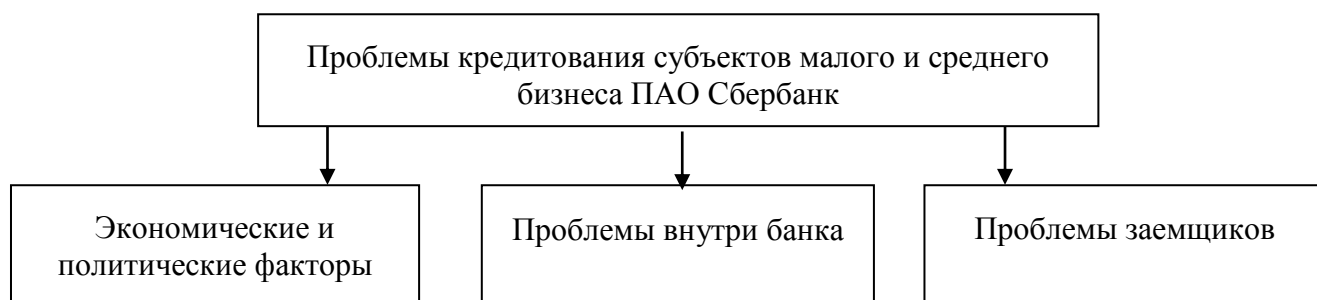 Проблемы кредитования субъектов малого и среднего
бизнеса ПАО Сбербанк
Экономические и
политические факторы
Проблемы внутри банка
Проблемы заемщиков